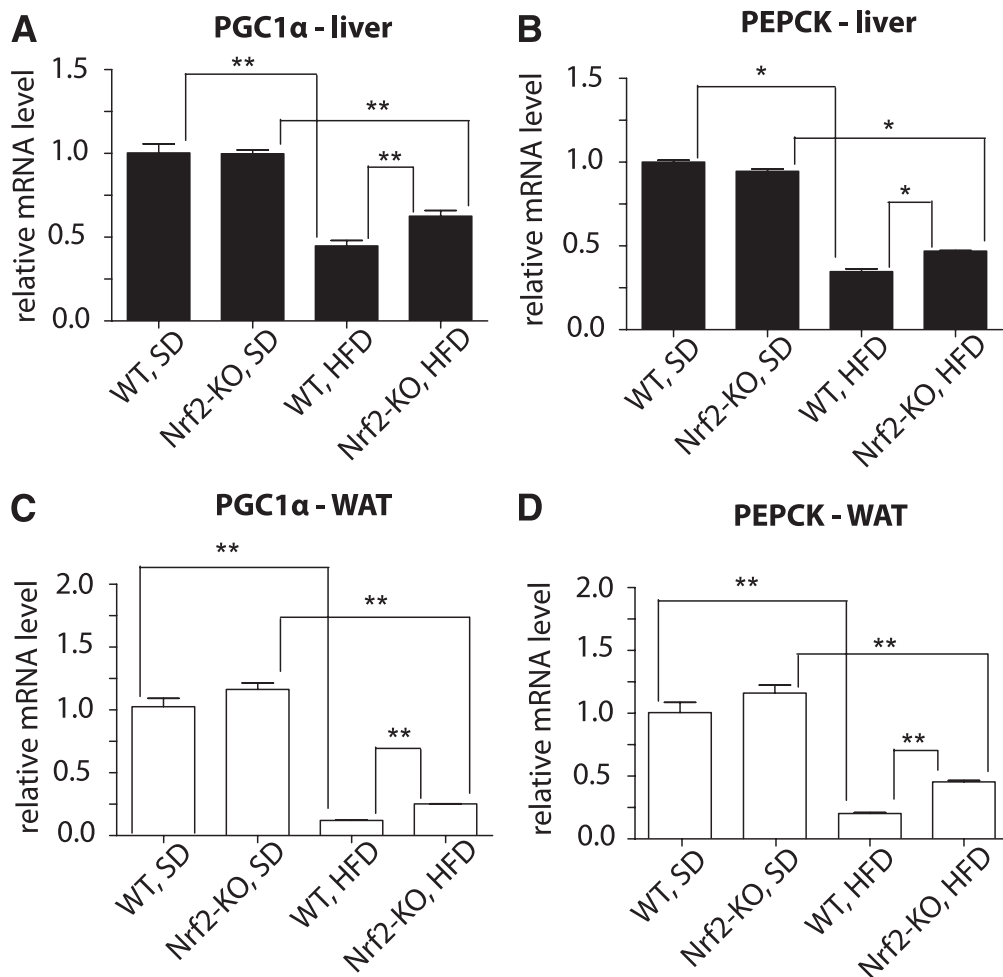 A
PGC1α - liver
relative mRNA level
1.5
1.0
0.5
0.0
**
**
**
WT, SD
Nrf2-KO, SD
WT, HFD
Nrf2-KO, HFD
B
PEPCK - liver
relative mRNA level
1.5
1.0
0.5
0.0
*
*
*
WT, SD
Nrf2-KO, SD
WT, HFD
Nrf2-KO, HFD
C
PGC1α - WAT
relative mRNA level
2.0
1.5
1.0
0.5
0.0
**
**
**
WT, SD
Nrf2-KO, SD
WT, HFD
Nrf2-KO, HFD
D
PEPCK - WAT
relative mRNA level
2.0
1.5
1.0
0.5
0.0
**
**
**
WT, SD
Nrf2-KO, SD
WT, HFD
Nrf2-KO, HFD